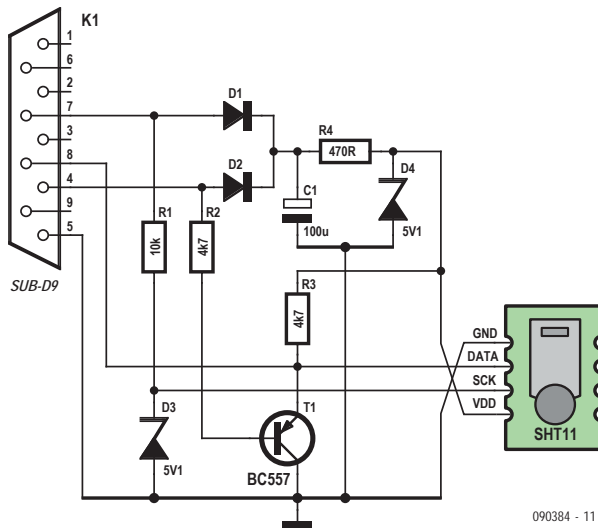 K1
1
6
2
7
3
8
4
9
5
SUB-D9
D1
D2
R1
10k
R2
4k7
R4
470R
C1
100u
D4
5V1
R3
4k7
D3
5V1
T1
BC557
GND
DATA
SCK
VDD
SHT11
090384 - 11